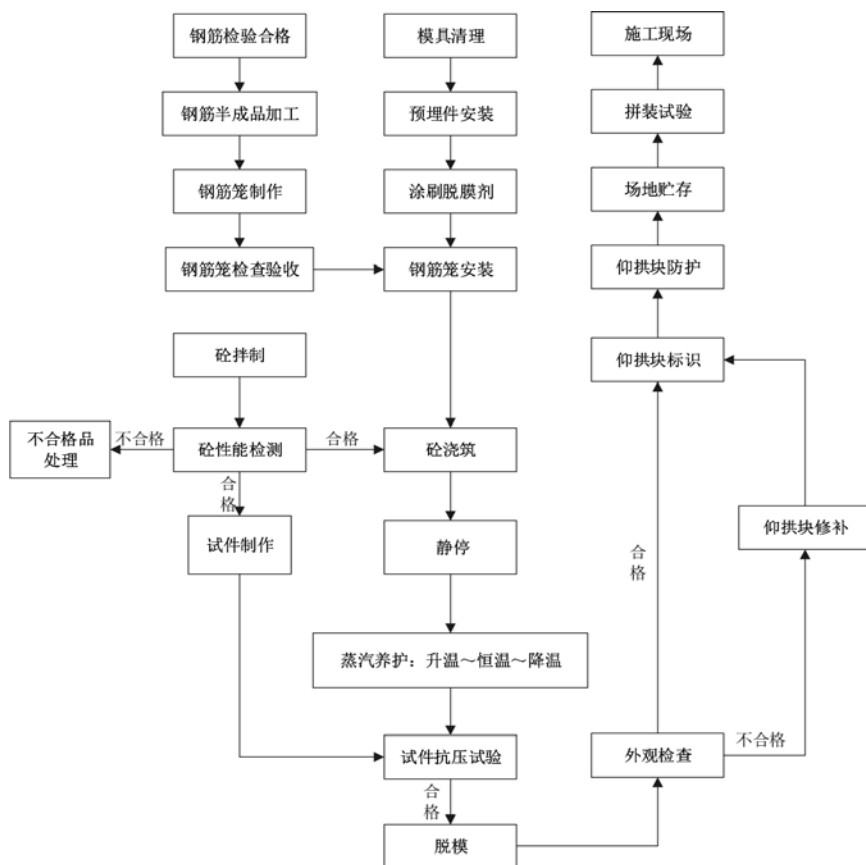 钢筋检验合格
模具清理
施工现场
钢筋半成品加工
预埋件安装
拼装试验
钢筋笼制作
涂刷脱膜剂
场地贮存
钢筋笼检查验收
钢筋笼安装
仰拱块防护
砼拌制
仰拱块标识
不合格品
处理
不合格
砼性能检测
合格
砼浇筑
合
格
试件制作
静停
合
格
仰拱块修补
蒸汽养护：升温～恒温～降温
试件抗压试验
外观检查
不合格
合
格
脱模